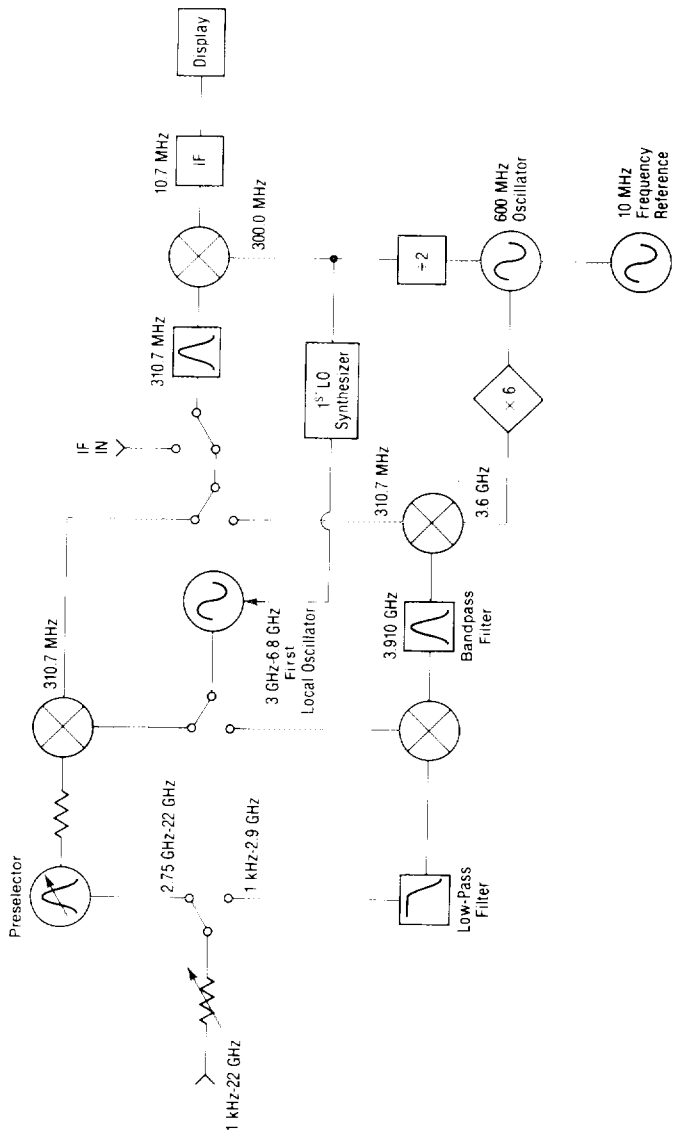 Preselector
1 kHz-22 GHz
2.75 GHz-22 GHz
1 kHz-2.9 GHz
Low-Pass
Filter
310.7 MHz
3 GHz-6.8 GHz
First
Local Oscillator
3.910 GHz
Bandpass
Filter
IF
IN
310.7 MHz
3.6 GHz
310.7 MHz
1ST LO
Synthesizer
× 6
300.0 MHz
÷2
10.7 MHz
IF
Display
600 MHz
Oscillator
10 MHz
Frequency
Reference